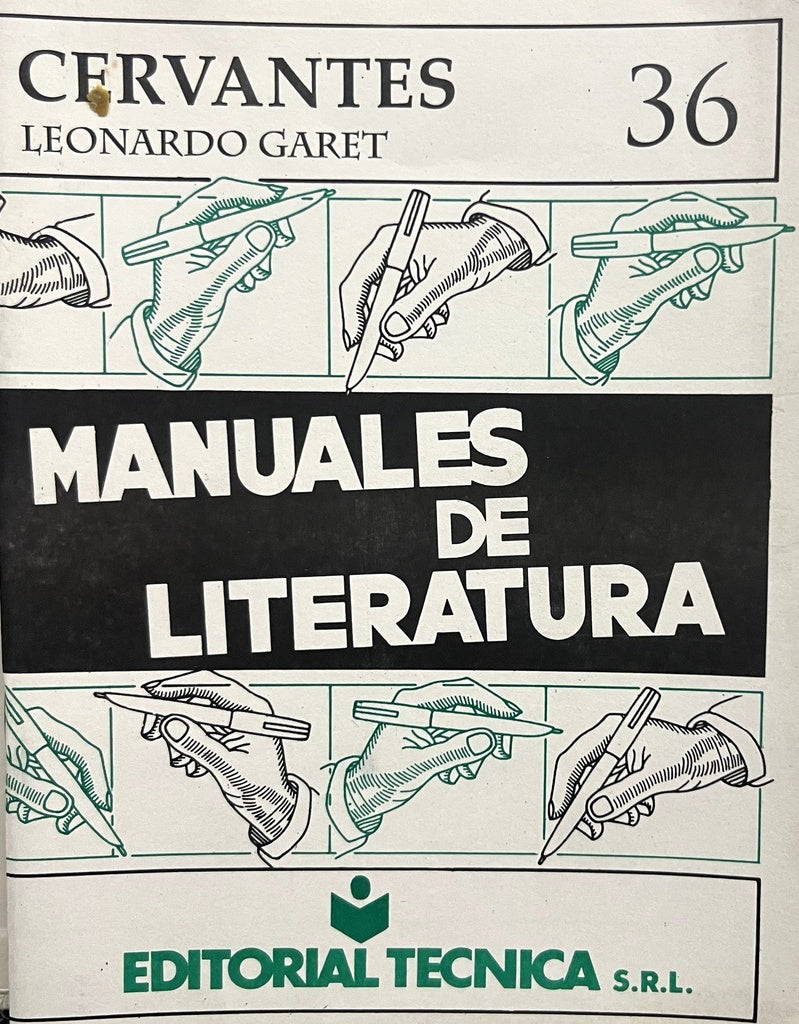 CERVANTES
LEONARDO GARET
36
MANUALES
DE
LITERATURA
EDITORIAL TECNICA S.R.L.